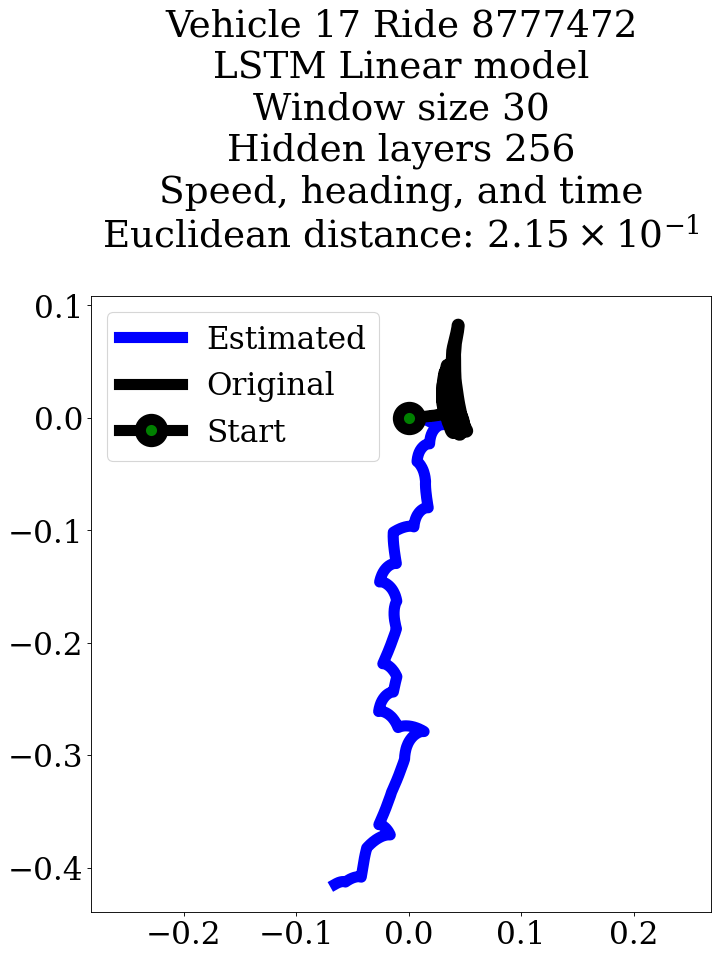 Vehicle 17 Ride 8777472
LSTM Linear model
Window size 30
Hidden layers 256
Speed, heading, and time
Euclidean distance: 2.15 × 10⁻¹
Estimated
Original
Start
0.1
0.0
−0.1
−0.2
−0.3
−0.4
−0.2 −0.1 0.0 0.1 0.2